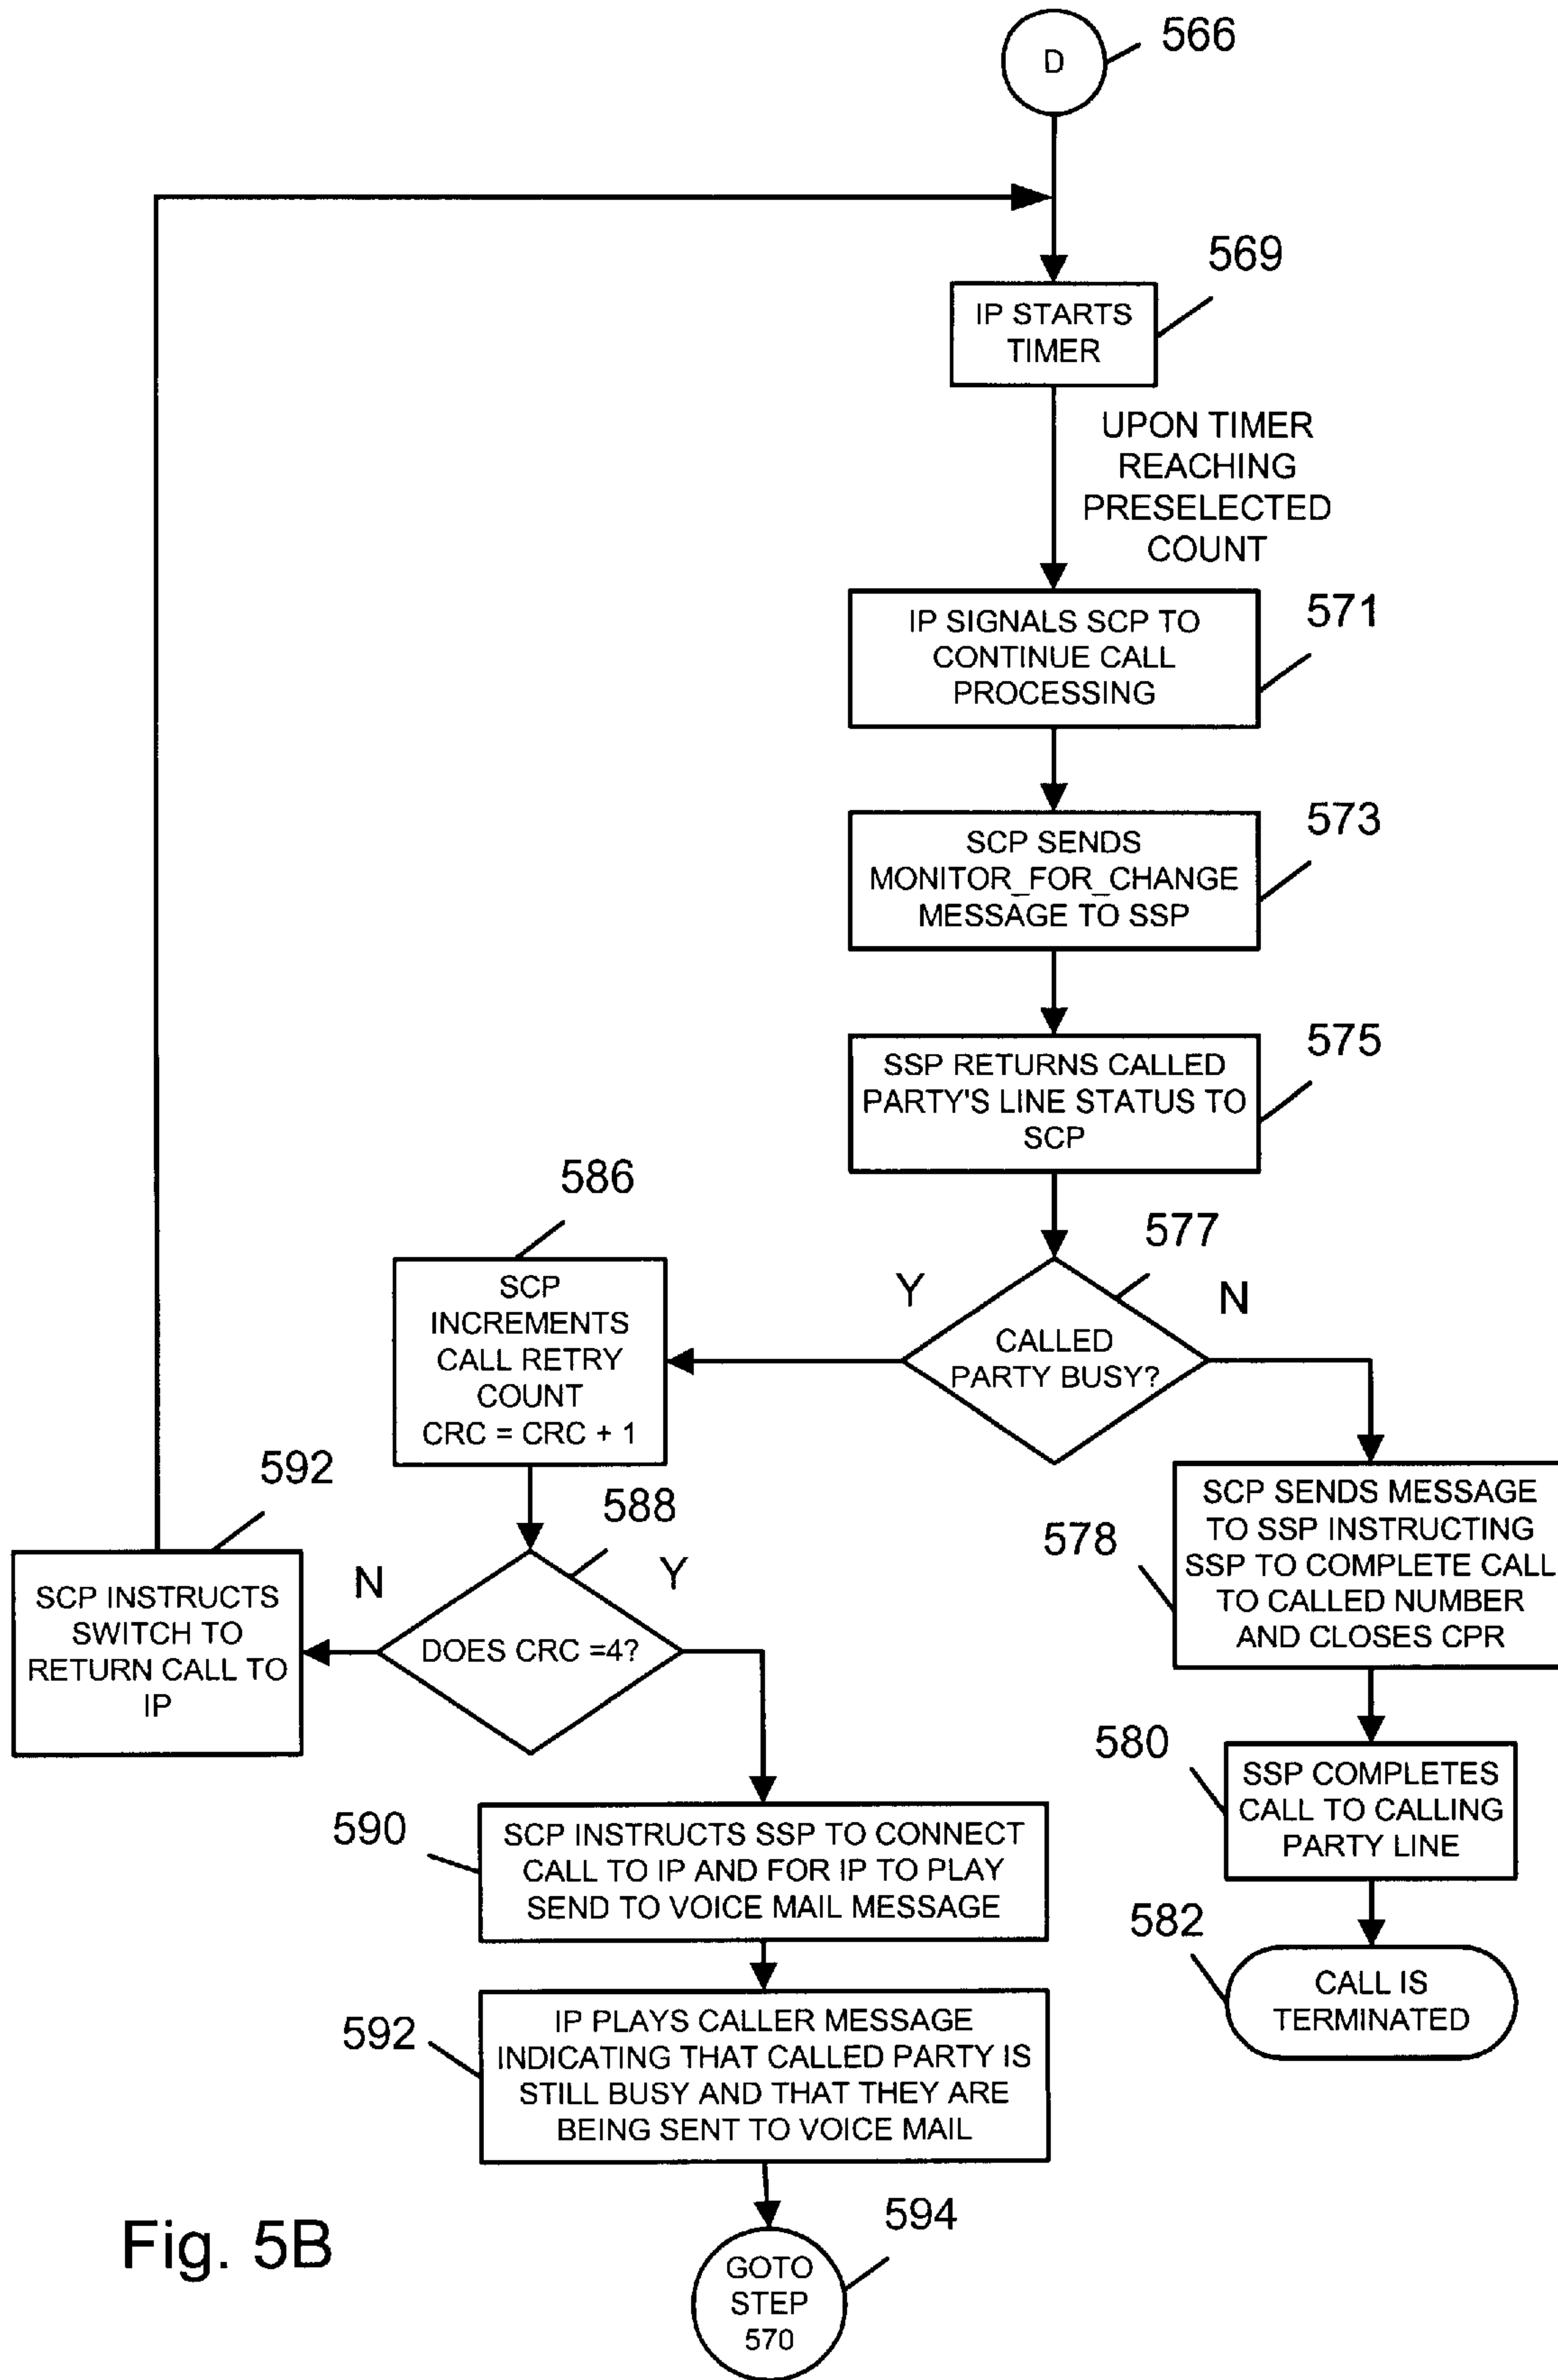 D
566
569
IP STARTS
TIMER
UPON TIMER
REACHING
PRESELECTED
COUNT
571
IP SIGNALS SCP TO
CONTINUE CALL
PROCESSING
573
SCP SENDS
MONITOR_FOR_CHANGE
MESSAGE TO SSP
575
SSP RETURNS CALLED
PARTY'S LINE STATUS TO
SCP
577
CALLED
PARTY BUSY?
Y
N
586
SCP
INCREMENTS
CALL RETRY
COUNT
CRC = CRC + 1
588
DOES CRC =4?
N
Y
592
SCP INSTRUCTS
SWITCH TO
RETURN CALL TO
IP
578
SCP SENDS MESSAGE
TO SSP INSTRUCTING
SSP TO COMPLETE CALL
TO CALLED NUMBER
AND CLOSES CPR
580
SSP COMPLETES
CALL TO CALLING
PARTY LINE
582
CALL IS
TERMINATED
590
SCP INSTRUCTS SSP TO CONNECT
CALL TO IP AND FOR IP TO PLAY
SEND TO VOICE MAIL MESSAGE
592
IP PLAYS CALLER MESSAGE
INDICATING THAT CALLED PARTY IS
STILL BUSY AND THAT THEY ARE
BEING SENT TO VOICE MAIL
594
GOTO
STEP
570
Fig. 5B